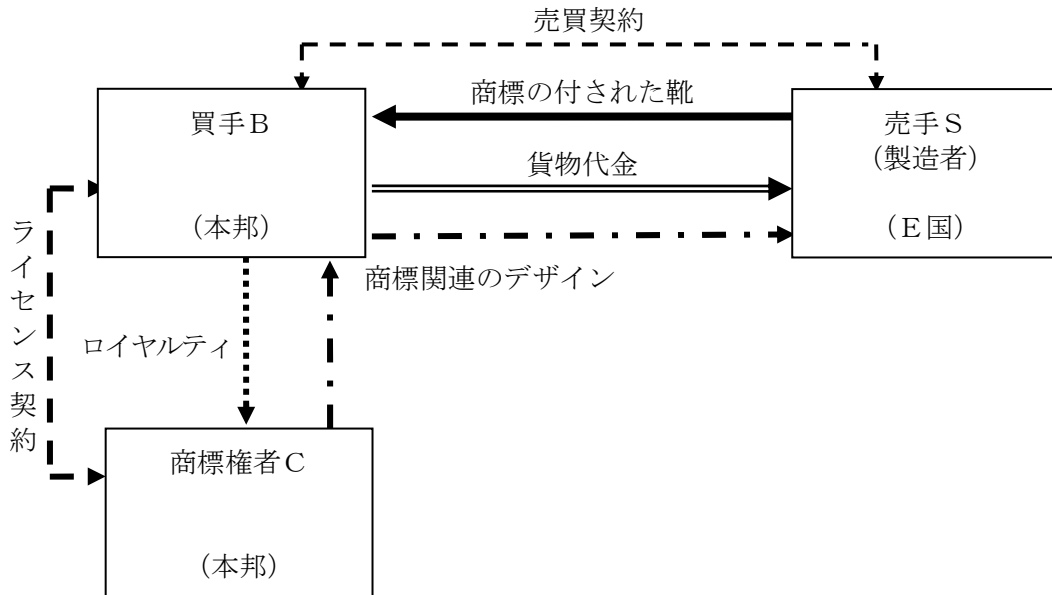 売買契約
買手Ｂ
（本邦）
商標の付された靴
貨物代金
商標関連のデザイン
売手Ｓ
（製造者）
（Ｅ国）
ライセンス契約
ロイヤルティ
商標権者Ｃ
（本邦）